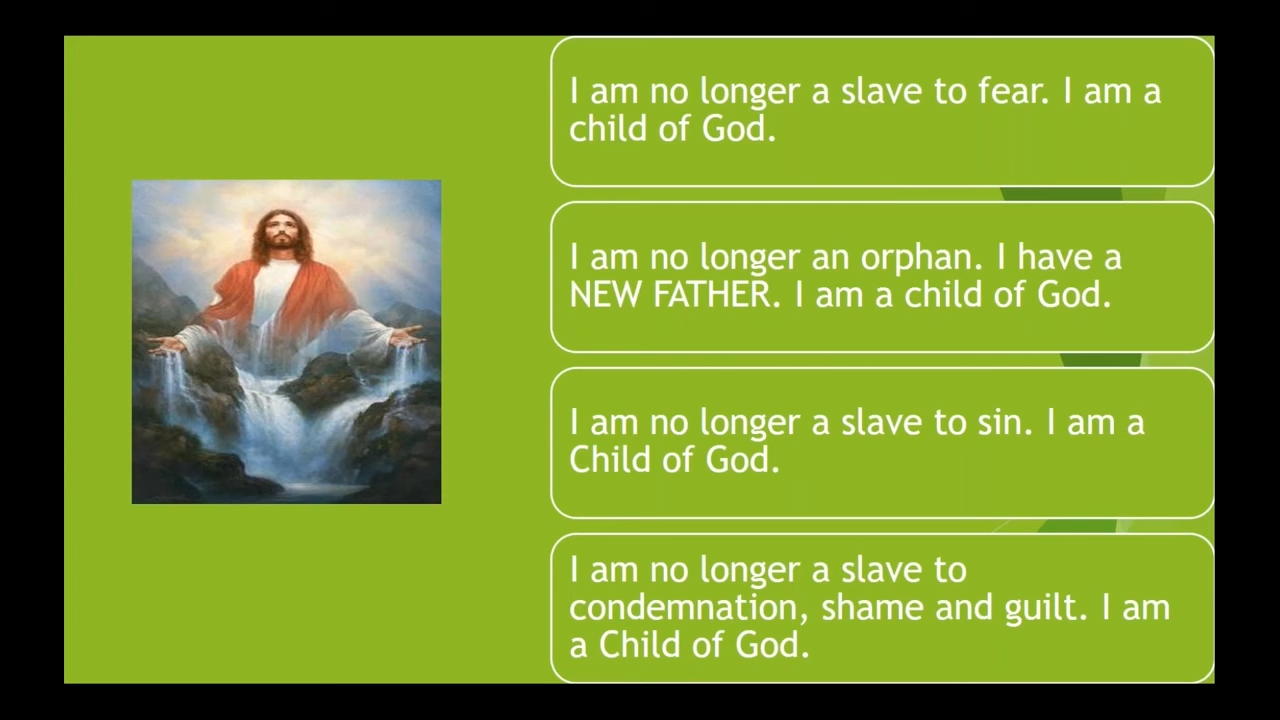 I am no longer a slave to fear. I am a
child of God.
I am no longer an orphan. I have a
NEW FATHER. I am a child of God.
I am no longer a slave to sin. I am a
Child of God.
I am no longer a slave to
condemnation, shame and guilt. I am
a Child of God.